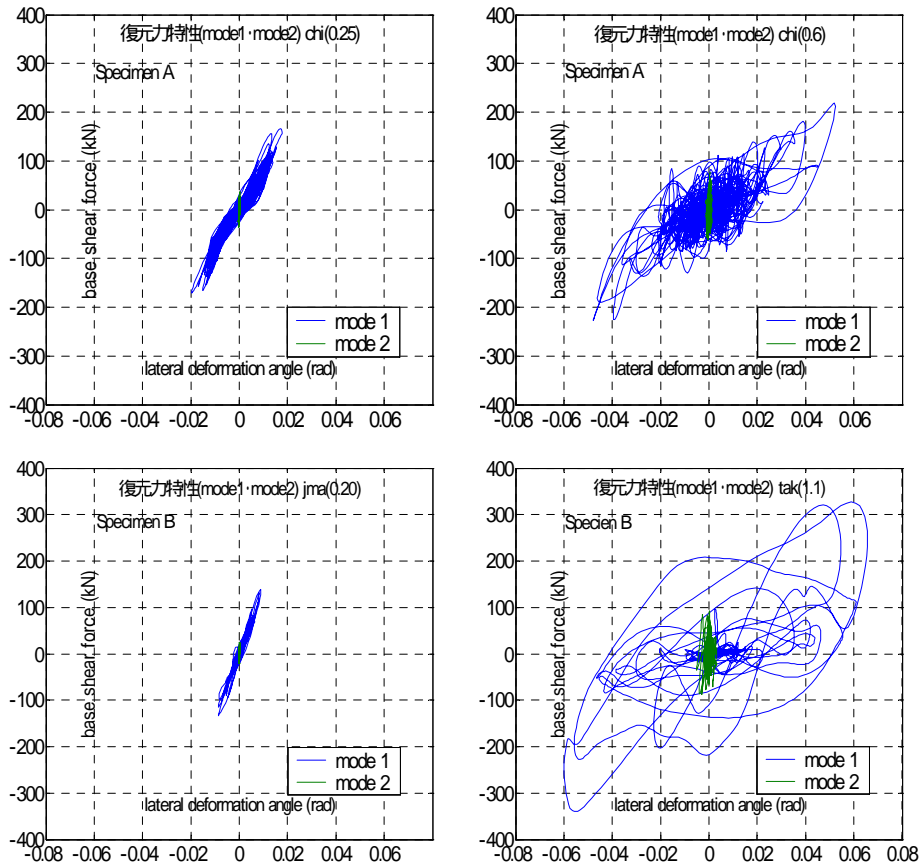 400
300
200
100
0
-100
-200
-300
-400
-0.08 -0.06 -0.04 -0.02 0 0.02 0.04 0.06
復元力特性(mode1·mode2) chi(0.25)
Specimen A
base shear force (kN)
mode 1
mode 2
lateral deformation angle (rad)
400
300
200
100
0
-100
-200
-300
-400
-0.08 -0.06 -0.04 -0.02 0 0.02 0.04 0.06 0.08
復元力特性(mode1·mode2) chi(0.6)
Specimen A
base shear force (kN)
mode 1
mode 2
lateral deformation angle (rad)
400
300
200
100
0
-100
-200
-300
-400
-0.08 -0.06 -0.04 -0.02 0 0.02 0.04 0.06
復元力特性(mode1·mode2) jma(0.20)
Specimen B
base shear force (kN)
mode 1
mode 2
lateral deformation angle (rad)
400
300
200
100
0
-100
-200
-300
-400
-0.08 -0.06 -0.04 -0.02 0 0.02 0.04 0.06 0.08
復元力特性(mode1·mode2) tak(1.1)
Specien B
base shear force (kN)
mode 1
mode 2
lateral deformation angle (rad)